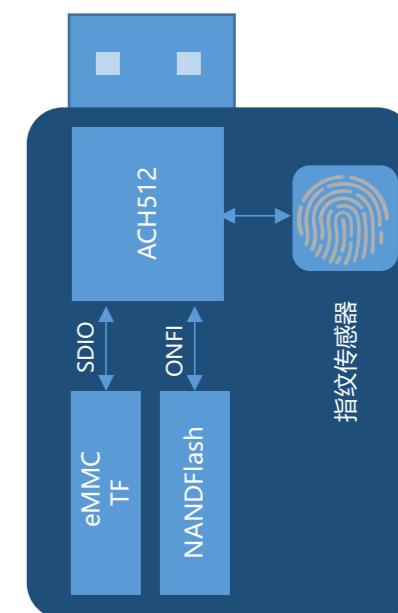 ACH512
SDIO
ONFI
eMMC
TF
NANDFlash
指纹传感器